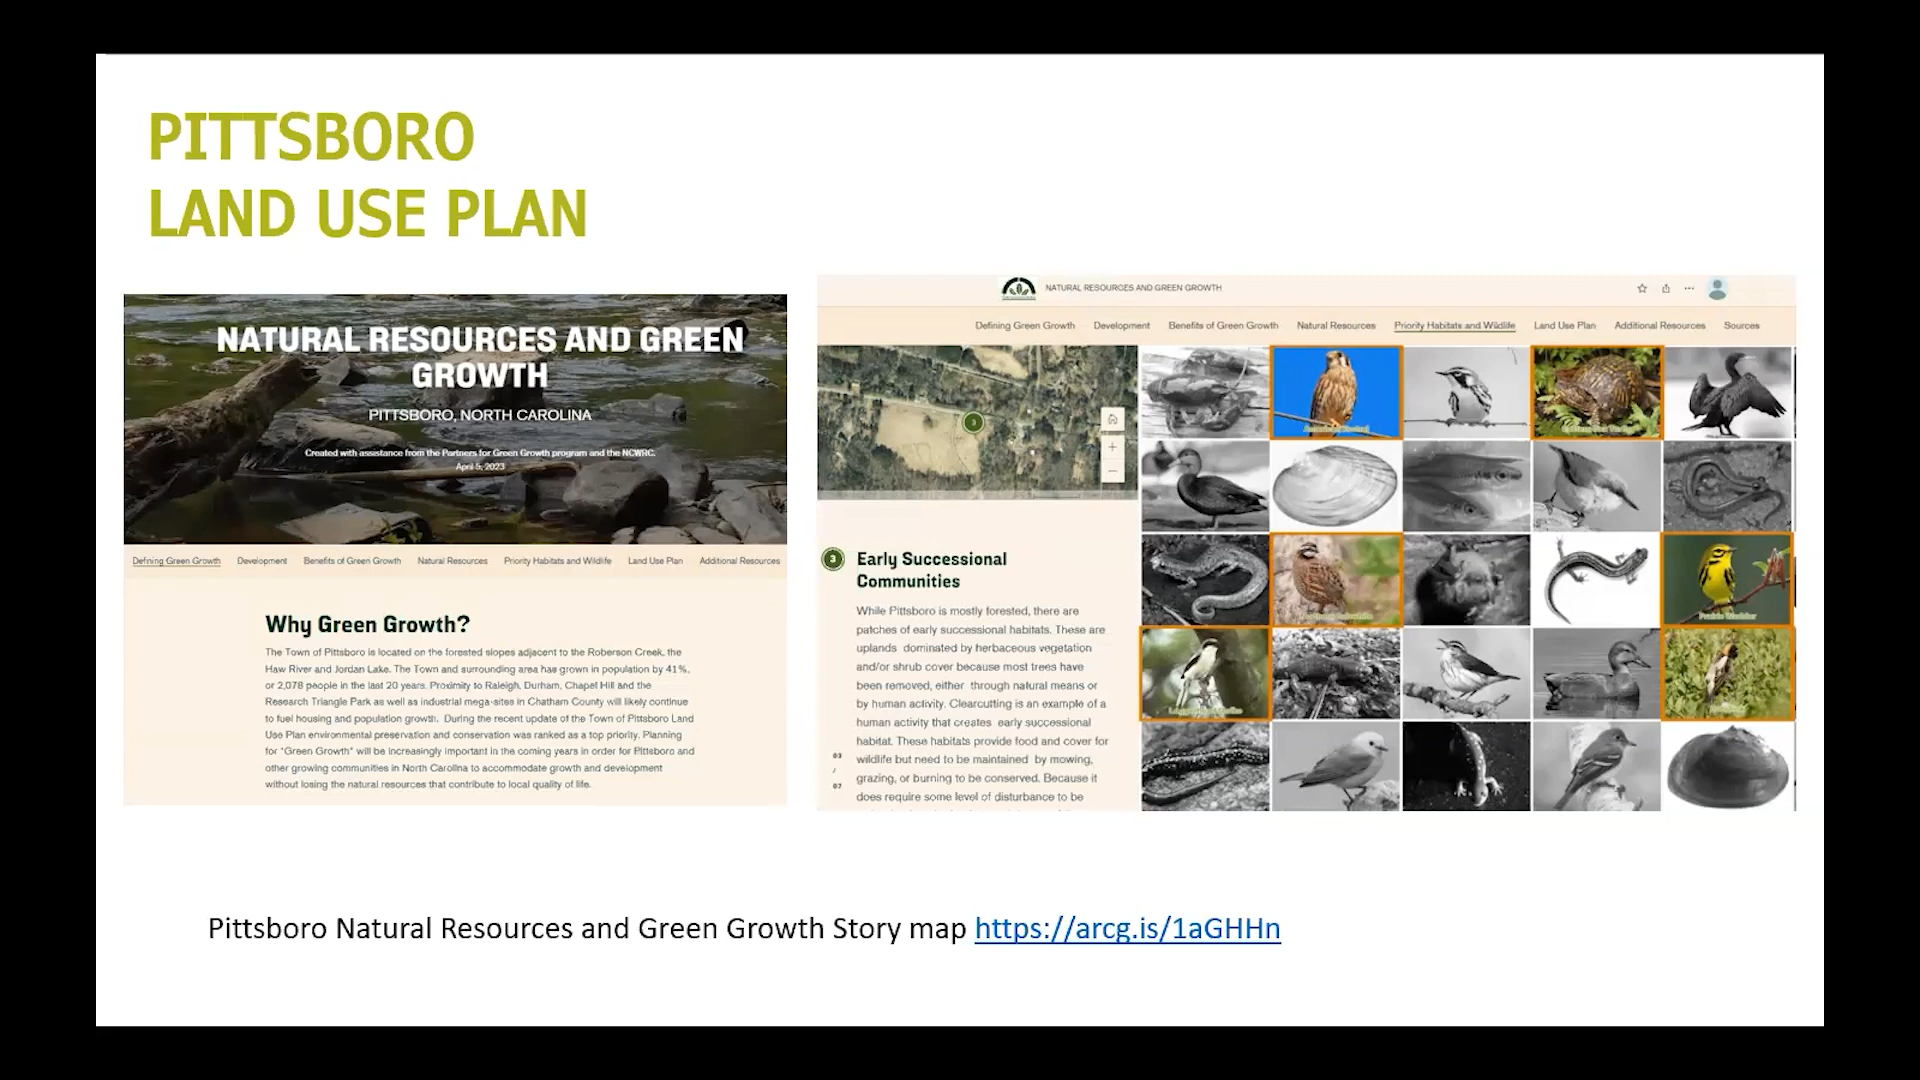 PITTSBORO
LAND USE PLAN
NATURAL RESOURCES AND GREEN
GROWTH
PITTSBORO, NORTH CAROLINA
Created with assistance from the Partners for Green Growth program and the NCWRC.
April 5, 2023
Defining Green Growth Development Benefits of Green Growth Natural Resources Priority Habitats and Wildlife Land Use Plan Additional Resources
Why Green Growth?
The Town of Pittsboro is located on the forested slopes adjacent to the Roberson Creek, the
Haw River and Jordan Lake. The Town and surrounding area has grown in population by 41%,
or 2,078 people in the last 20 years. Proximity to Raleigh, Durham, Chapel Hill and the
Research Triangle Park as well as industrial mega-sites in Chatham County will likely continue
to fuel housing and population growth. During the recent update of the Town of Pittsboro Land
Use Plan environmental preservation and conservation was ranked as a top priority. Planning
for "Green Growth" will be increasingly important in the coming years in order for Pittsboro and
other growing communities in North Carolina to accommodate growth and development
without losing the natural resources that contribute to local quality of life.
NATURAL RESOURCES AND GREEN GROWTH
Defining Green Growth Development Benefits of Green Growth Natural Resources Priority Habitats and Wildlife Land Use Plan Additional Resources Sources
3
3
Early Successional
Communities
While Pittsboro is mostly forested, there are
patches of early successional habitats. These are
uplands dominated by herbaceous vegetation
and/or shrub cover because most trees have
been removed, either through natural means or
by human activity. Clearcutting is an example of a
human activity that creates early successional
habitat. These habitats provide food and cover for
wildlife but need to be maintained by mowing,
grazing, or burning to be conserved. Because it
does require some level of disturbance to be
03
/
07
Prairie Warbler
Pittsboro Natural Resources and Green Growth Story map https://arcg.is/1aGHHn